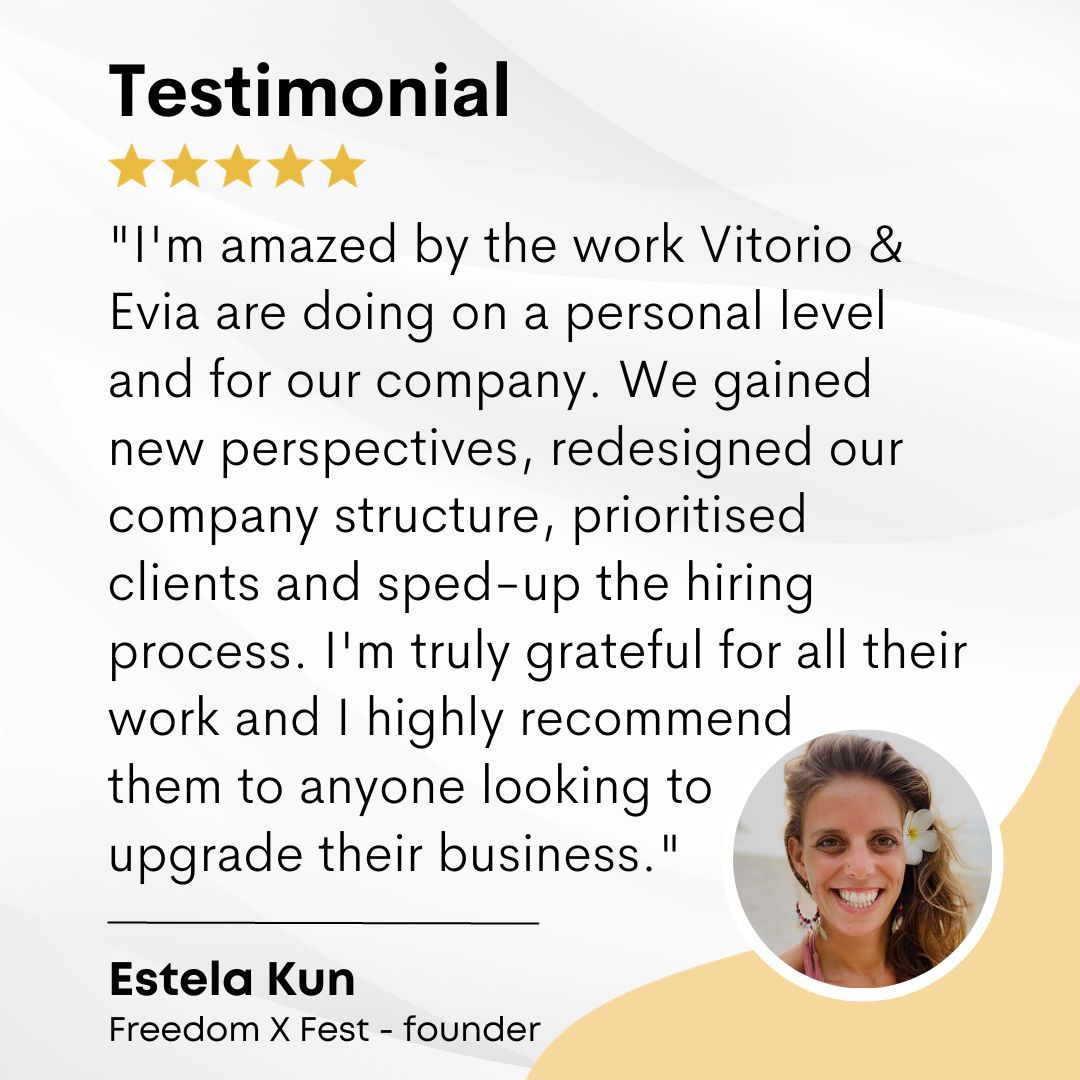 Testimonial
"I'm amazed by the work Vitorio &
Evia are doing on a personal level
and for our company. We gained
new perspectives, redesigned our
company structure, prioritised
clients and sped-up the hiring
process. I'm truly grateful for all their
work and I highly recommend
them to anyone looking to
upgrade their business."
Estela Kun
Freedom X Fest - founder